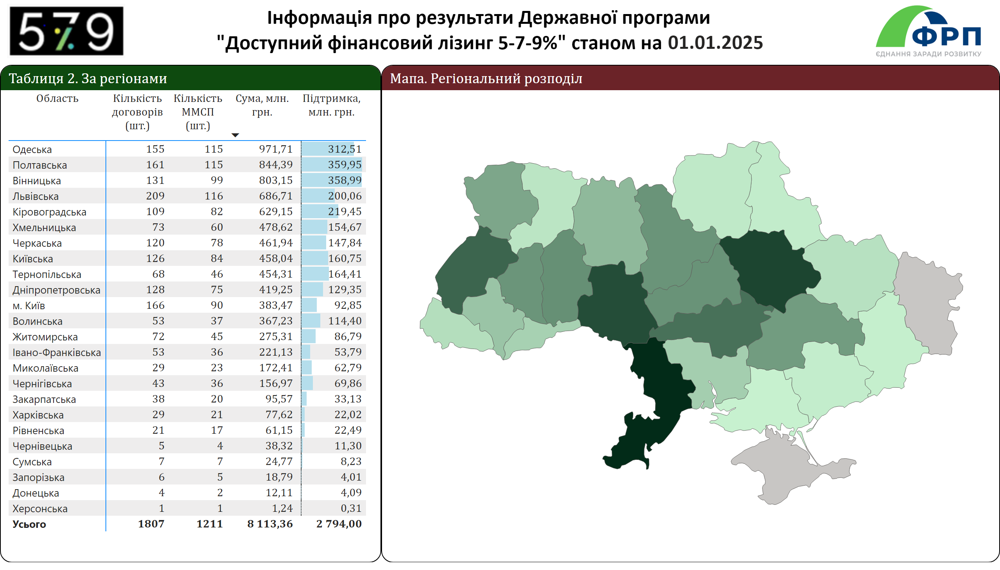 5-7-9
Інформація про результати Державної програми
"Доступний фінансовий лізинг 5-7-9%" станом на 01.01.2025
ФРП
ЄДНАННЯ ЗАРАДИ РОЗВИТКУ
Таблиця 2. За регіонами
Область Кількість договорів (шт.) Кількість ММСП (шт.) Сума, млн. грн. Підтримка, млн. грн.
Одеська 155 115 971,71 312,51
Полтавська 161 115 844,39 359,95
Вінницька 131 99 803,15 358,99
Львівська 209 116 686,71 200,06
Кіровоградська 109 82 629,15 219,45
Хмельницька 73 60 478,62 154,67
Черкаська 120 78 461,94 147,84
Київська 126 84 458,04 160,75
Тернопільська 68 46 454,31 164,41
Дніпропетровська 128 75 419,25 129,35
м. Київ 166 90 383,47 92,85
Волинська 53 37 367,23 114,40
Житомирська 72 45 275,31 86,79
Івано-Франківська 53 36 221,13 53,79
Миколаївська 29 23 172,41 62,79
Чернігівська 43 36 156,97 69,86
Закарпатська 38 20 95,57 33,13
Харківська 29 21 77,62 22,02
Рівненська 21 17 61,15 22,49
Чернівецька 5 4 38,32 11,30
Сумська 7 7 24,77 8,23
Запорізька 6 5 18,79 4,01
Донецька 4 2 12,11 4,09
Херсонська 1 1 1,24 0,31
Усього 1807 1211 8 113,36 2 794,00
Мапа. Регіональний розподіл